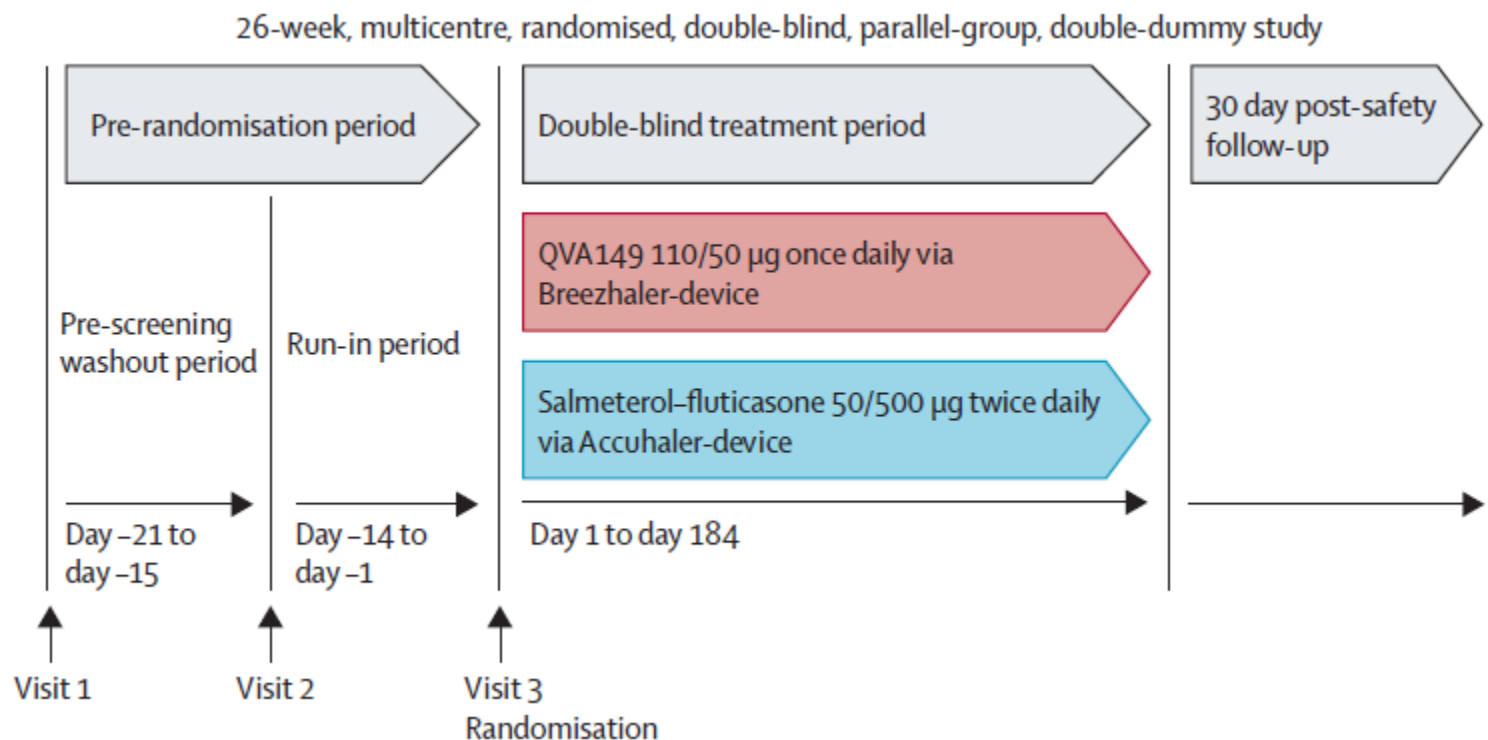 26-week, multicentre, randomised, double-blind, parallel-group, double-dummy study
Pre-randomisation period
Double-blind treatment period
30 day post-safety
follow-up
QVA149 110/50 µg once daily via
Breezhaler-device
Pre-screening
washout period
Run-in period
Salmeterol–fluticasone 50/500 µg twice daily
via Accuhaler-device
Day –21 to
day –15
Day –14 to
day –1
Day 1 to day 184
Visit 1
Visit 2
Visit 3
Randomisation